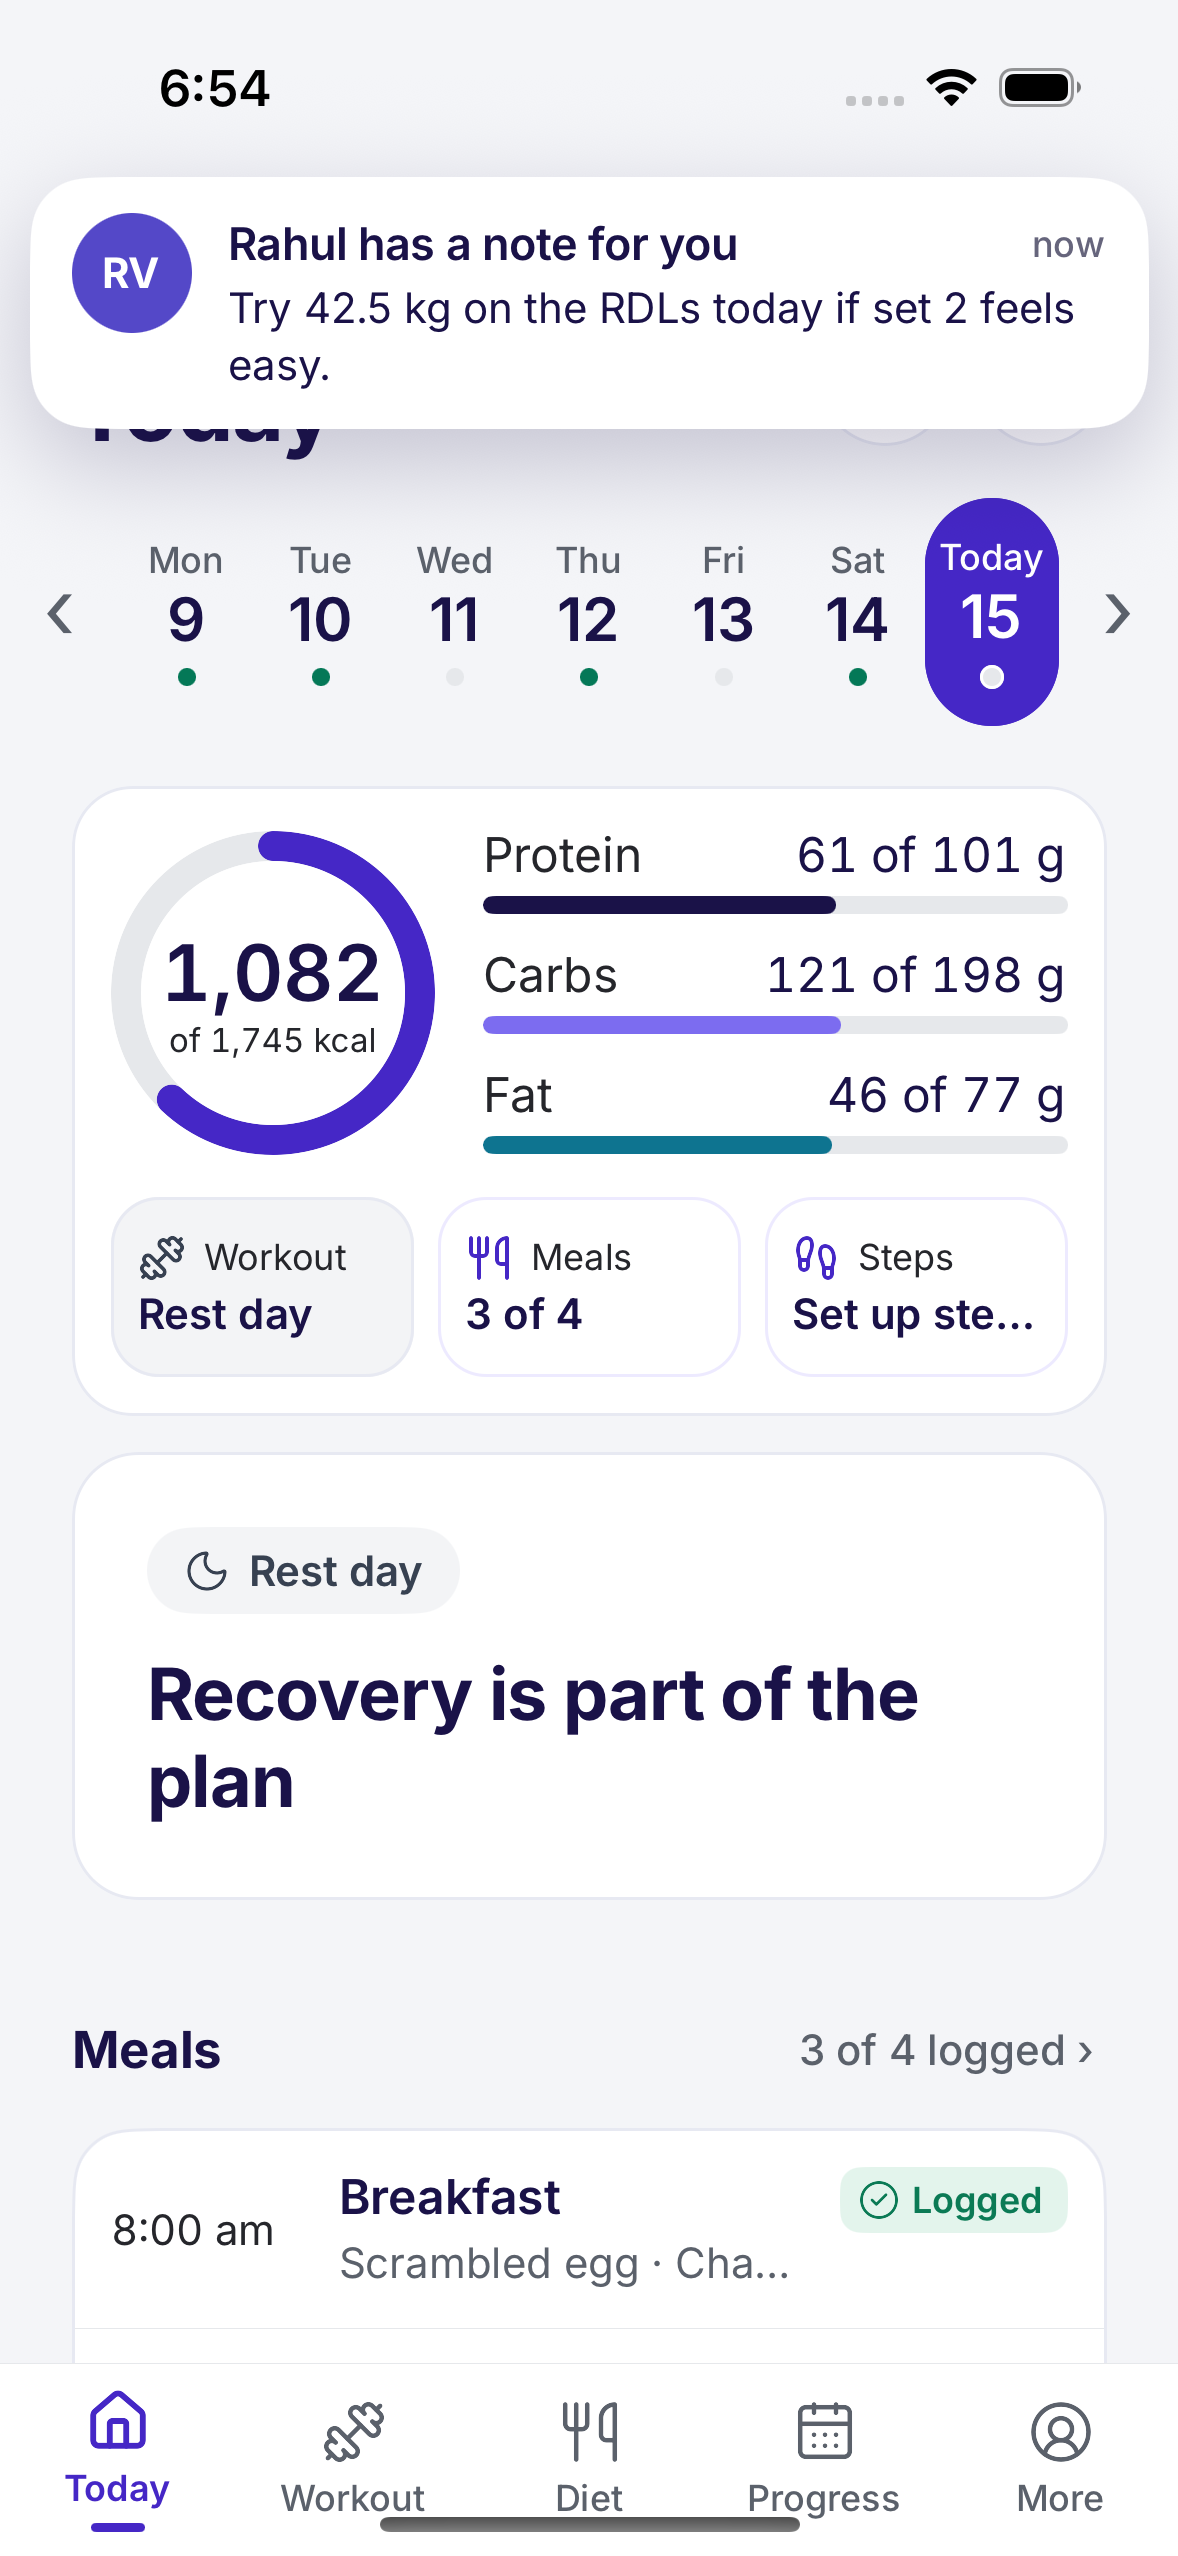 6:54
RV
Rahul has a note for you
now
Try 42.5 kg on the RDLs today if set 2 feels
easy.
Today
Mon Tue Wed Thu Fri Sat Today
9 10 11 12 13 14 15
Protein 61 of 101 g
Carbs 121 of 198 g
Fat 46 of 77 g
1,082
of 1,745 kcal
Workout
Rest day
Meals
3 of 4
Steps
Set up ste...
Rest day
Recovery is part of the
plan
Meals
3 of 4 logged ›
8:00 am
Breakfast
Logged
Scrambled egg · Cha...
Today
Workout
Diet
Progress
More